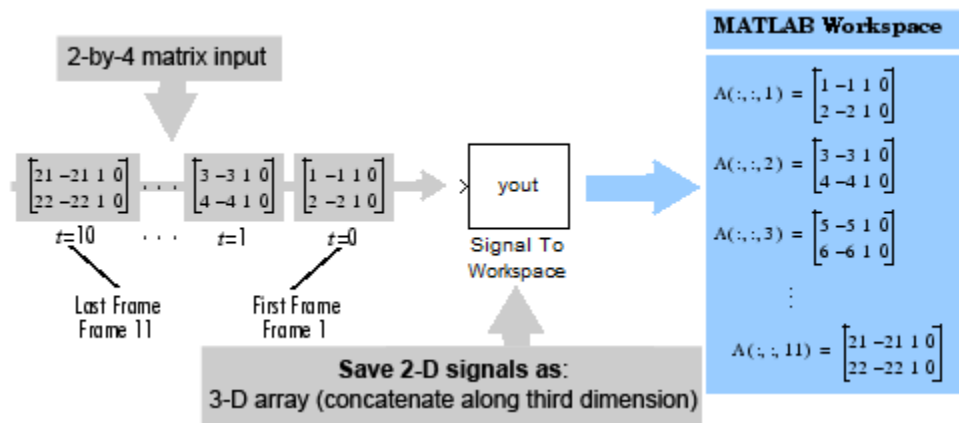 2-by-4 matrix input
21 -21 1 0
22 -22 1 0
. . .
3 -3 1 0
4 -4 1 0
1 -1 1 0
2 -2 1 0
t=10 . . . t=1 t=0
Last Frame
Frame 11
First Frame
Frame 1
yout
Signal To
Workspace
Save 2-D signals as:
3-D array (concatenate along third dimension)
MATLAB Workspace
A(:,:,1) = [1 -1 1 0
2 -2 1 0]
A(:,:,2) = [3 -3 1 0
4 -4 1 0]
A(:,:,3) = [5 -5 1 0
6 -6 1 0]
⋮
A(:,:,11) = [21 -21 1 0
22 -22 1 0]